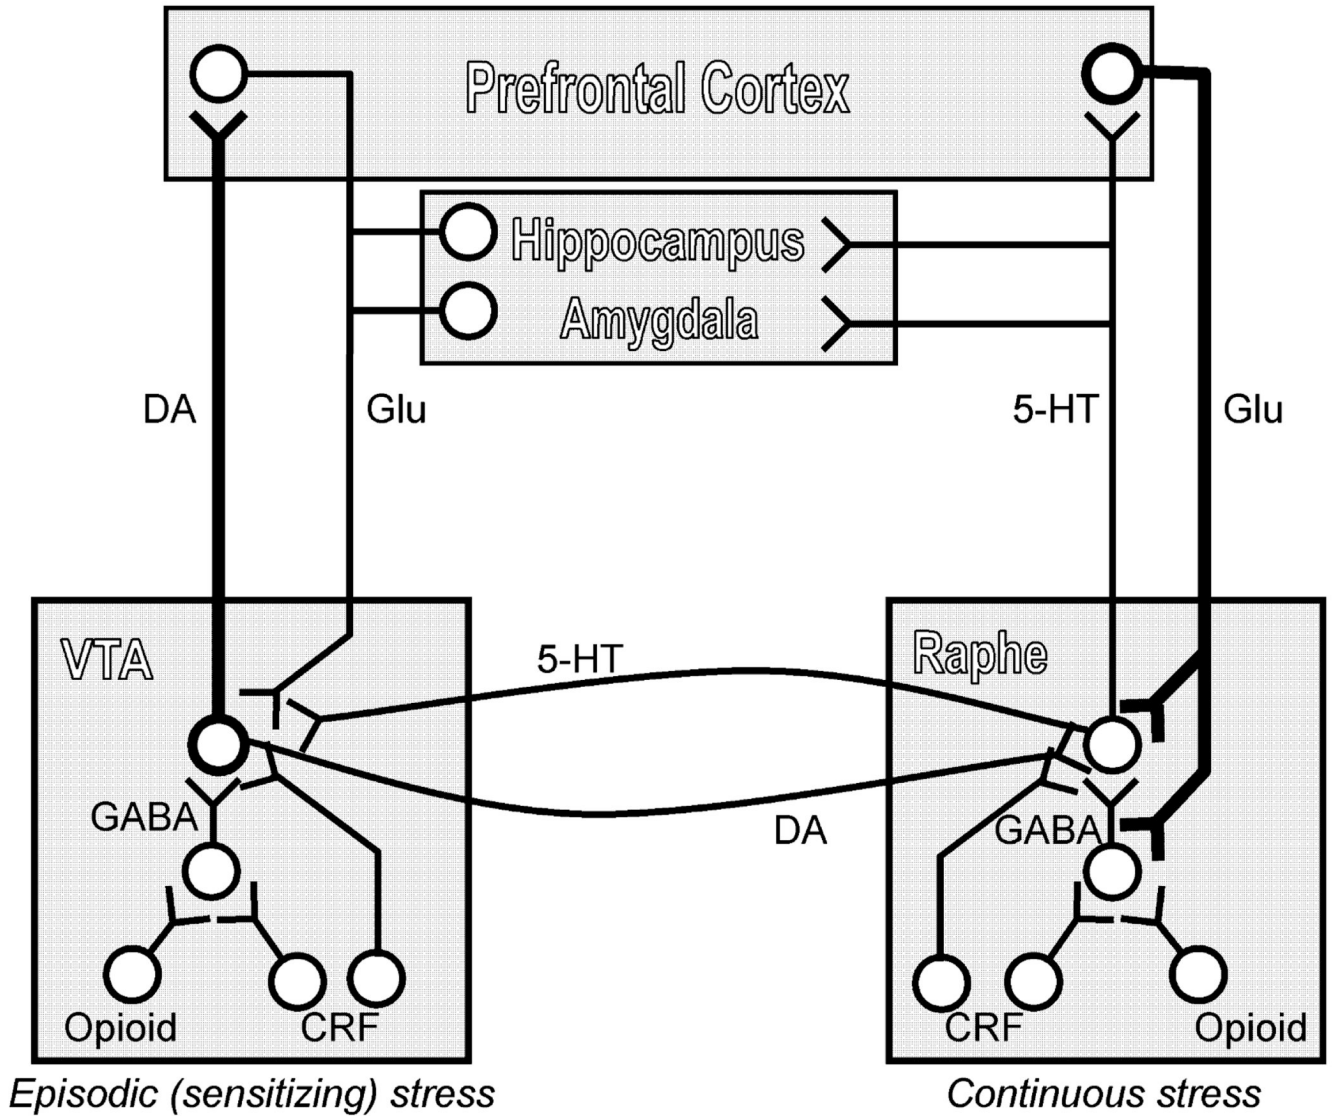 Prefrontal Cortex
Hippocampus
Amygdala
DA
Glu
5-HT
Glu
VTA
5-HT
Raphe
GABA
DA
GABA
Opioid
CRF
CRF
Opioid
Episodic (sensitizing) stress
Continuous stress